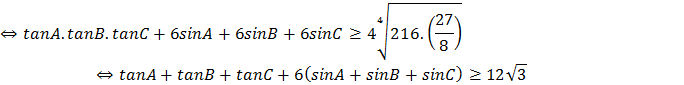 ⇔ tanA.tanB.tanC + 6sinA + 6sinB + 6sinC ≥ 4∜(216.(27/8))
⇔ tanA + tanB + tanC + 6(sinA + sinB + sinC) ≥ 12√3